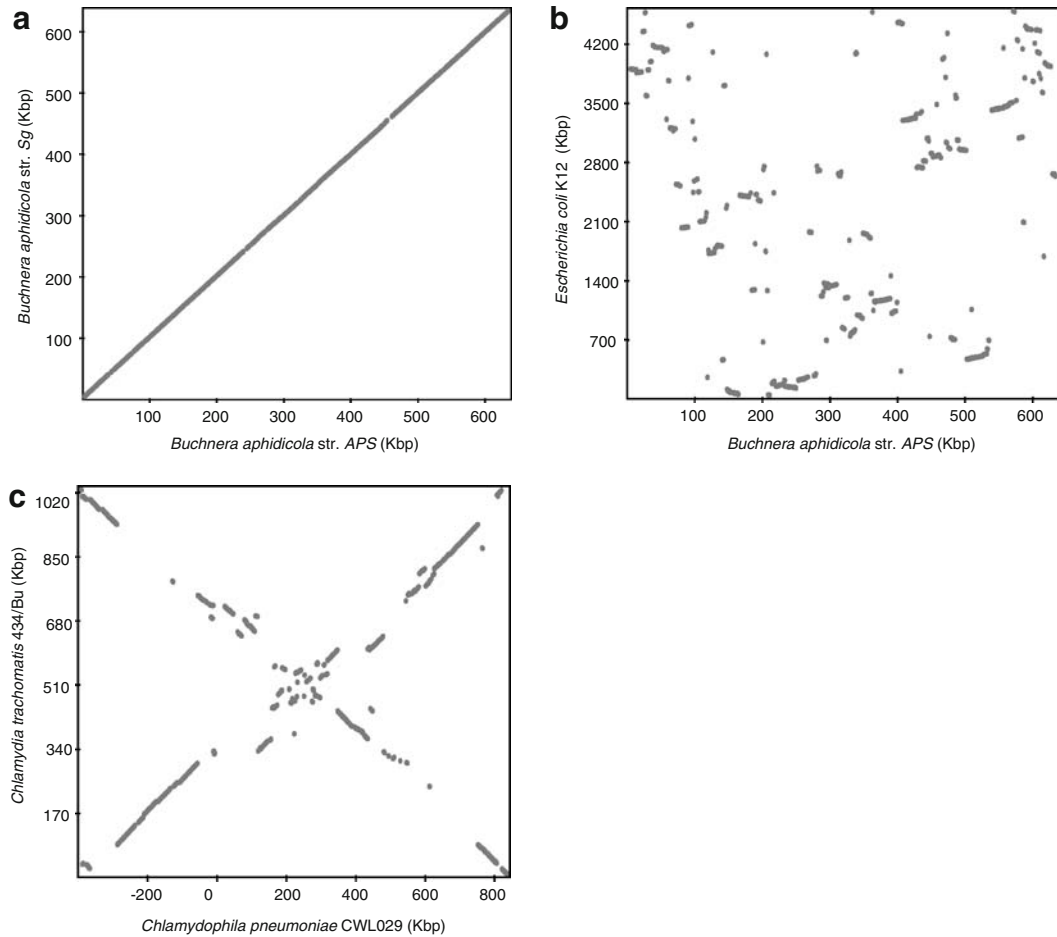 a
Buchnera aphidicola str. Sg (Kbp)
600
500
400
300
200
100
100 200 300 400 500 600
Buchnera aphidicola str. APS (Kbp)
b
Escherichia coli K12 (Kbp)
4200
3500
2800
2100
1400
700
100 200 300 400 500 600
Buchnera aphidicola str. APS (Kbp)
c
Chlamydia trachomatis 434/Bu (Kbp)
1020
850
680
510
340
170
-200 0 200 400 600 800
Chlamydophila pneumoniae CWL029 (Kbp)